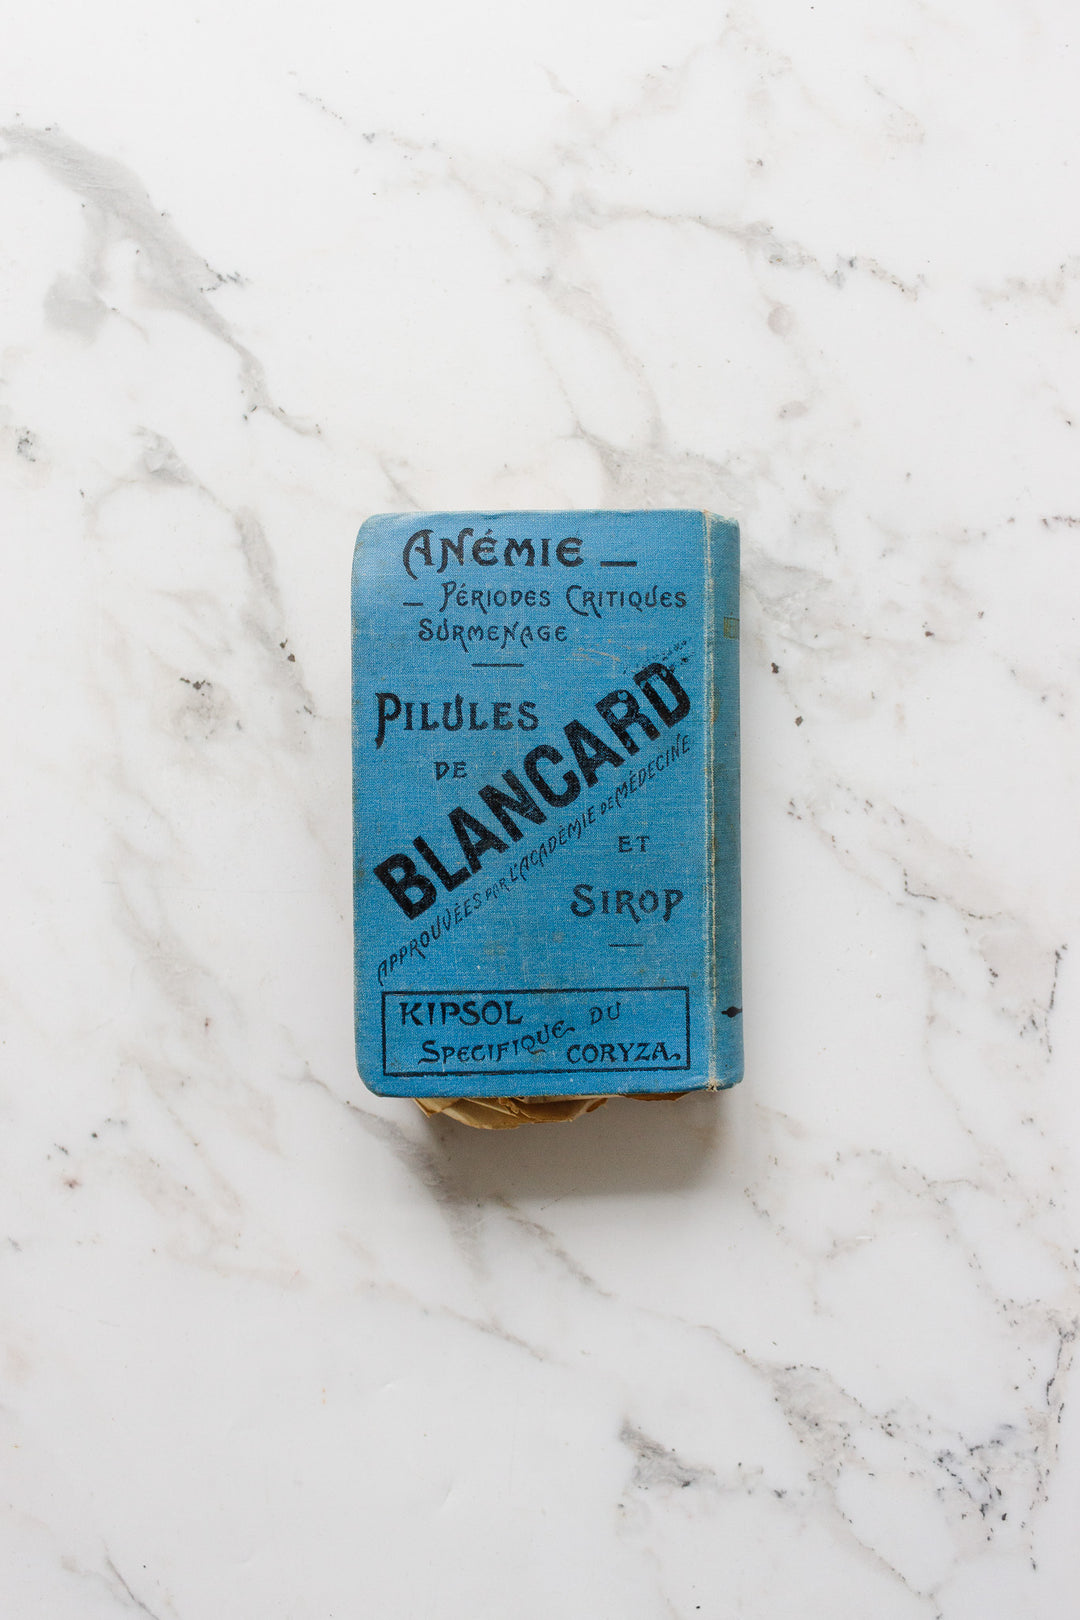 ANÉMIE —
— PÉRIODES CRITIQUES
SURMENAGE
PILULES
DE
BLANCARD
APPROUVÉES PAR L'ACADÉMIE DE MÉDECINE
ET
SIROP
KIPSOL
SPECIFIQUE DU
CORYZA.